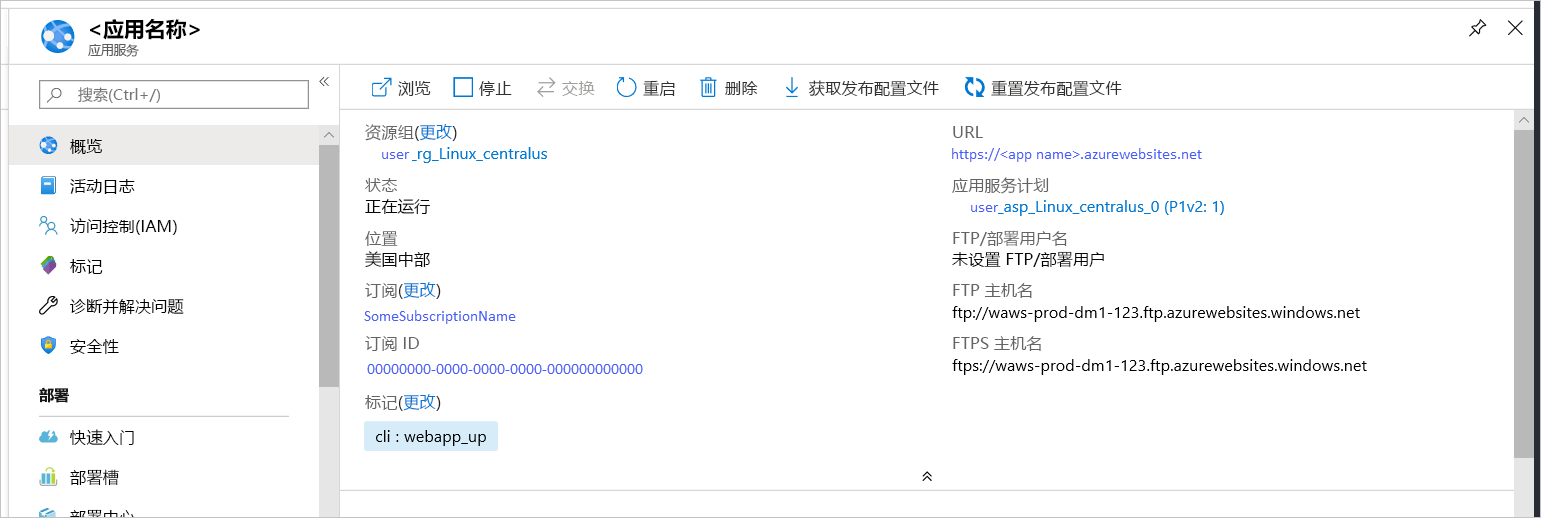 <应用名称>
应用服务
搜索(Ctrl+/)
概览
活动日志
访问控制(IAM)
标记
诊断并解决问题
安全性
部署
快速入门
部署槽
部署中心
浏览 停止 交换 重启 删除 获取发布配置文件 重置发布配置文件
资源组(更改)
user_rg_Linux_centralus
状态
正在运行
位置
美国中部
订阅(更改)
SomeSubscriptionName
订阅 ID
00000000-0000-0000-0000-000000000000
标记(更改)
cli : webapp_up
URL
https://<app name>.azurewebsites.net
应用服务计划
user_asp_Linux_centralus_0 (P1v2: 1)
FTP/部署用户名
未设置 FTP/部署用户
FTP 主机名
ftp://waws-prod-dm1-123.ftp.azurewebsites.windows.net
FTPS 主机名
ftps://waws-prod-dm1-123.ftp.azurewebsites.windows.net